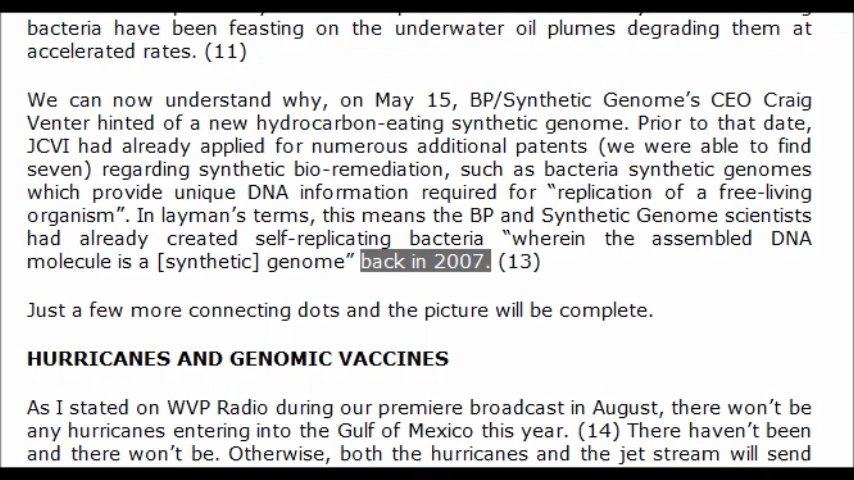 bacteria have been feasting on the underwater oil plumes degrading them at
accelerated rates. (11)
We can now understand why, on May 15, BP/Synthetic Genome's CEO Craig
Venter hinted of a new hydrocarbon-eating synthetic genome. Prior to that date,
JCVI had already applied for numerous additional patents (we were able to find
seven) regarding synthetic bio-remediation, such as bacteria synthetic genomes
which provide unique DNA information required for "replication of a free-living
organism". In layman's terms, this means the BP and Synthetic Genome scientists
had already created self-replicating bacteria "wherein the assembled DNA
molecule is a [synthetic] genome" back in 2007. (13)
Just a few more connecting dots and the picture will be complete.
HURRICANES AND GENOMIC VACCINES
As I stated on WVP Radio during our premiere broadcast in August, there won't be
any hurricanes entering into the Gulf of Mexico this year. (14) There haven't been
and there won't be. Otherwise, both the hurricanes and the jet stream will send